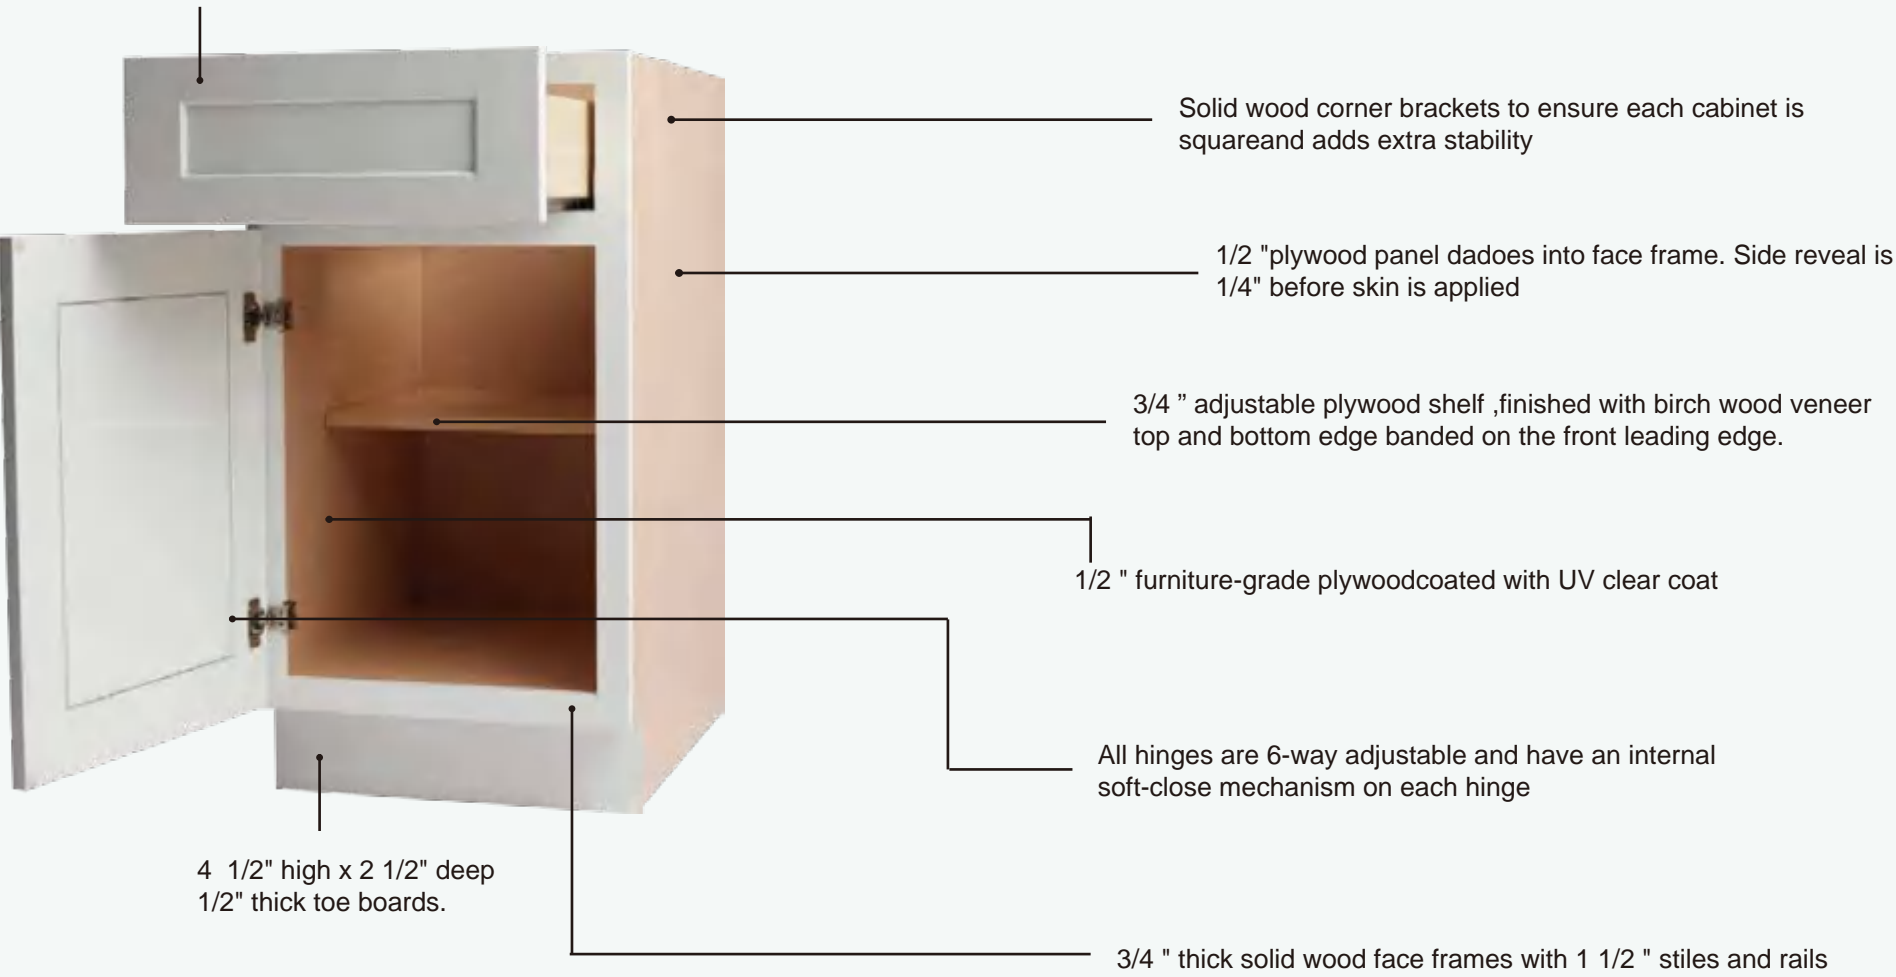 Solid wood corner brackets to ensure each cabinet is
squareand adds extra stability
1/2 "plywood panel dadoes into face frame. Side reveal is
1/4" before skin is applied
3/4 ” adjustable plywood shelf ,finished with birch wood veneer
top and bottom edge banded on the front leading edge.
1/2 " furniture-grade plywoodcoated with UV clear coat
All hinges are 6-way adjustable and have an internal
soft-close mechanism on each hinge
4  1/2" high x 2 1/2" deep
1/2" thick toe boards.
3/4 " thick solid wood face frames with 1 1/2 " stiles and rails